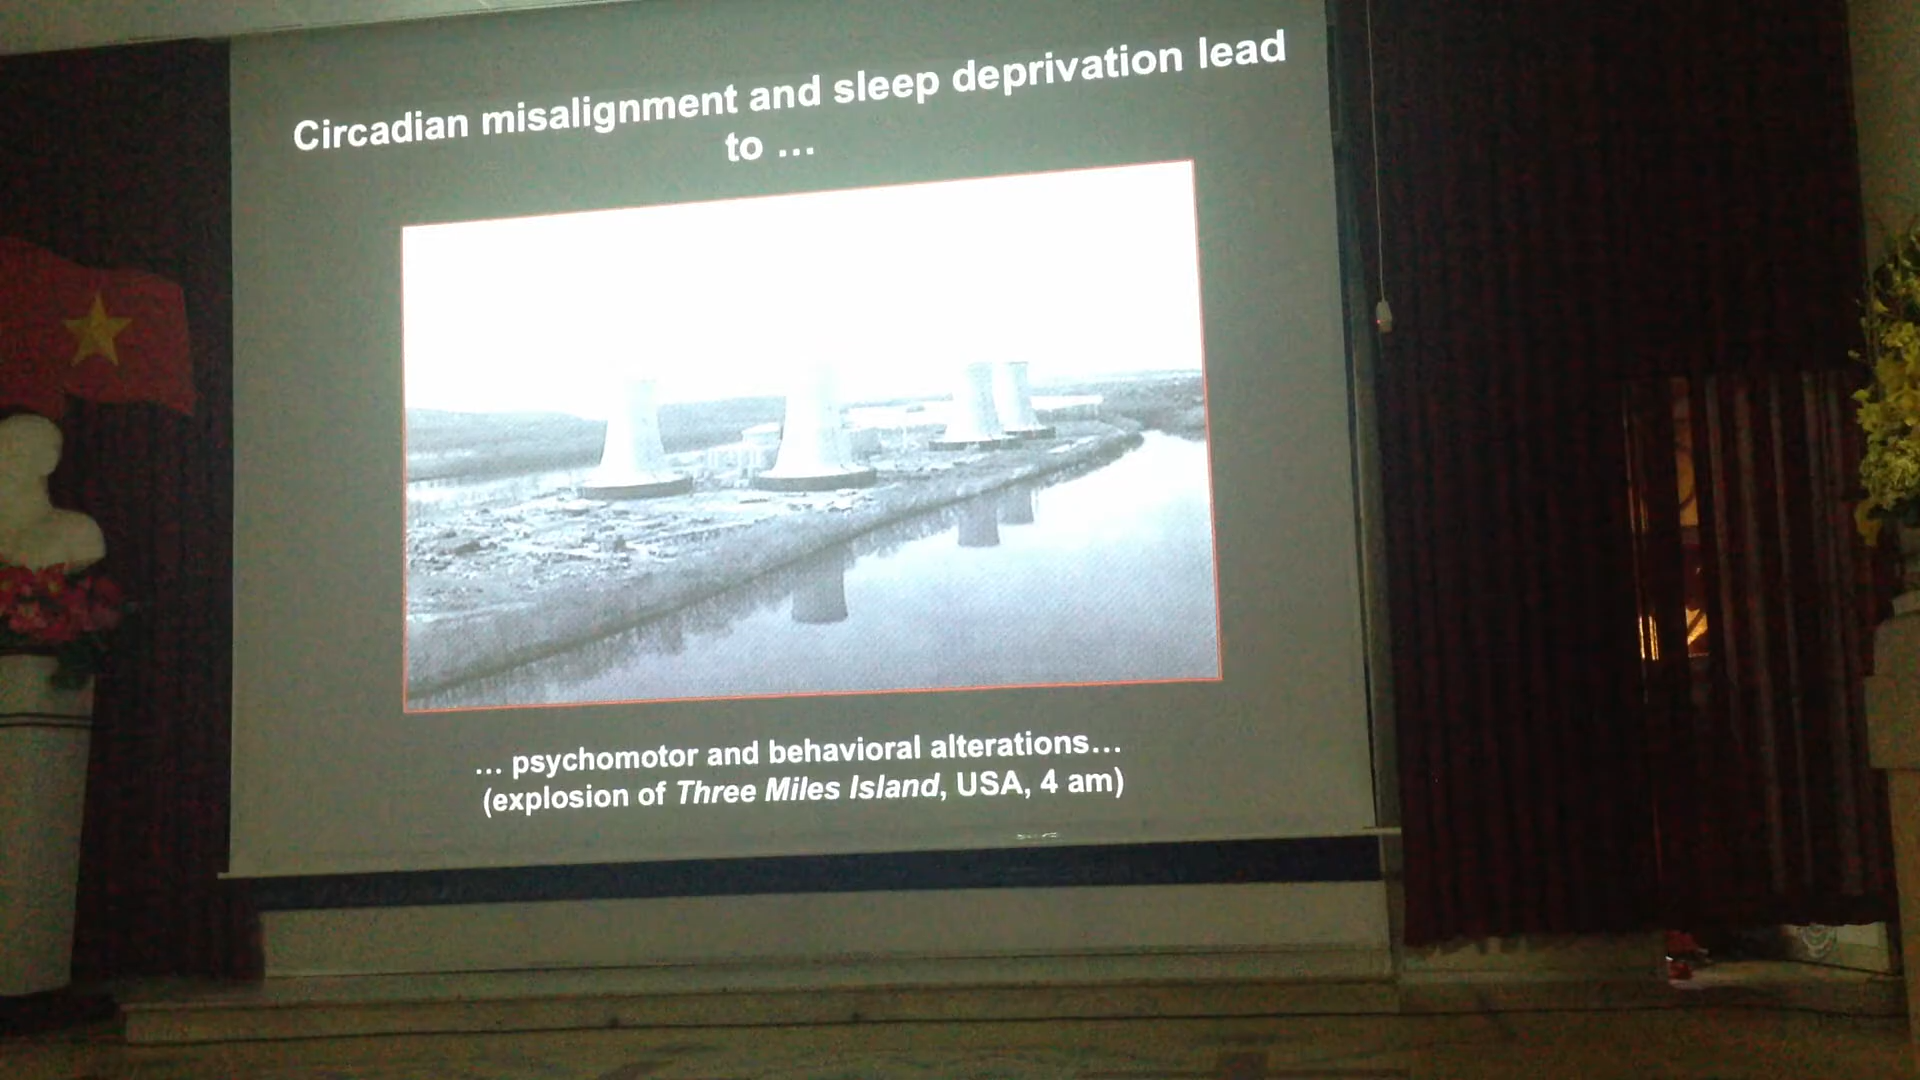 Circadian misalignment and sleep deprivation lead
to ...
... psychomotor and behavioral alterations...
(explosion of Three Miles Island, USA, 4 am)